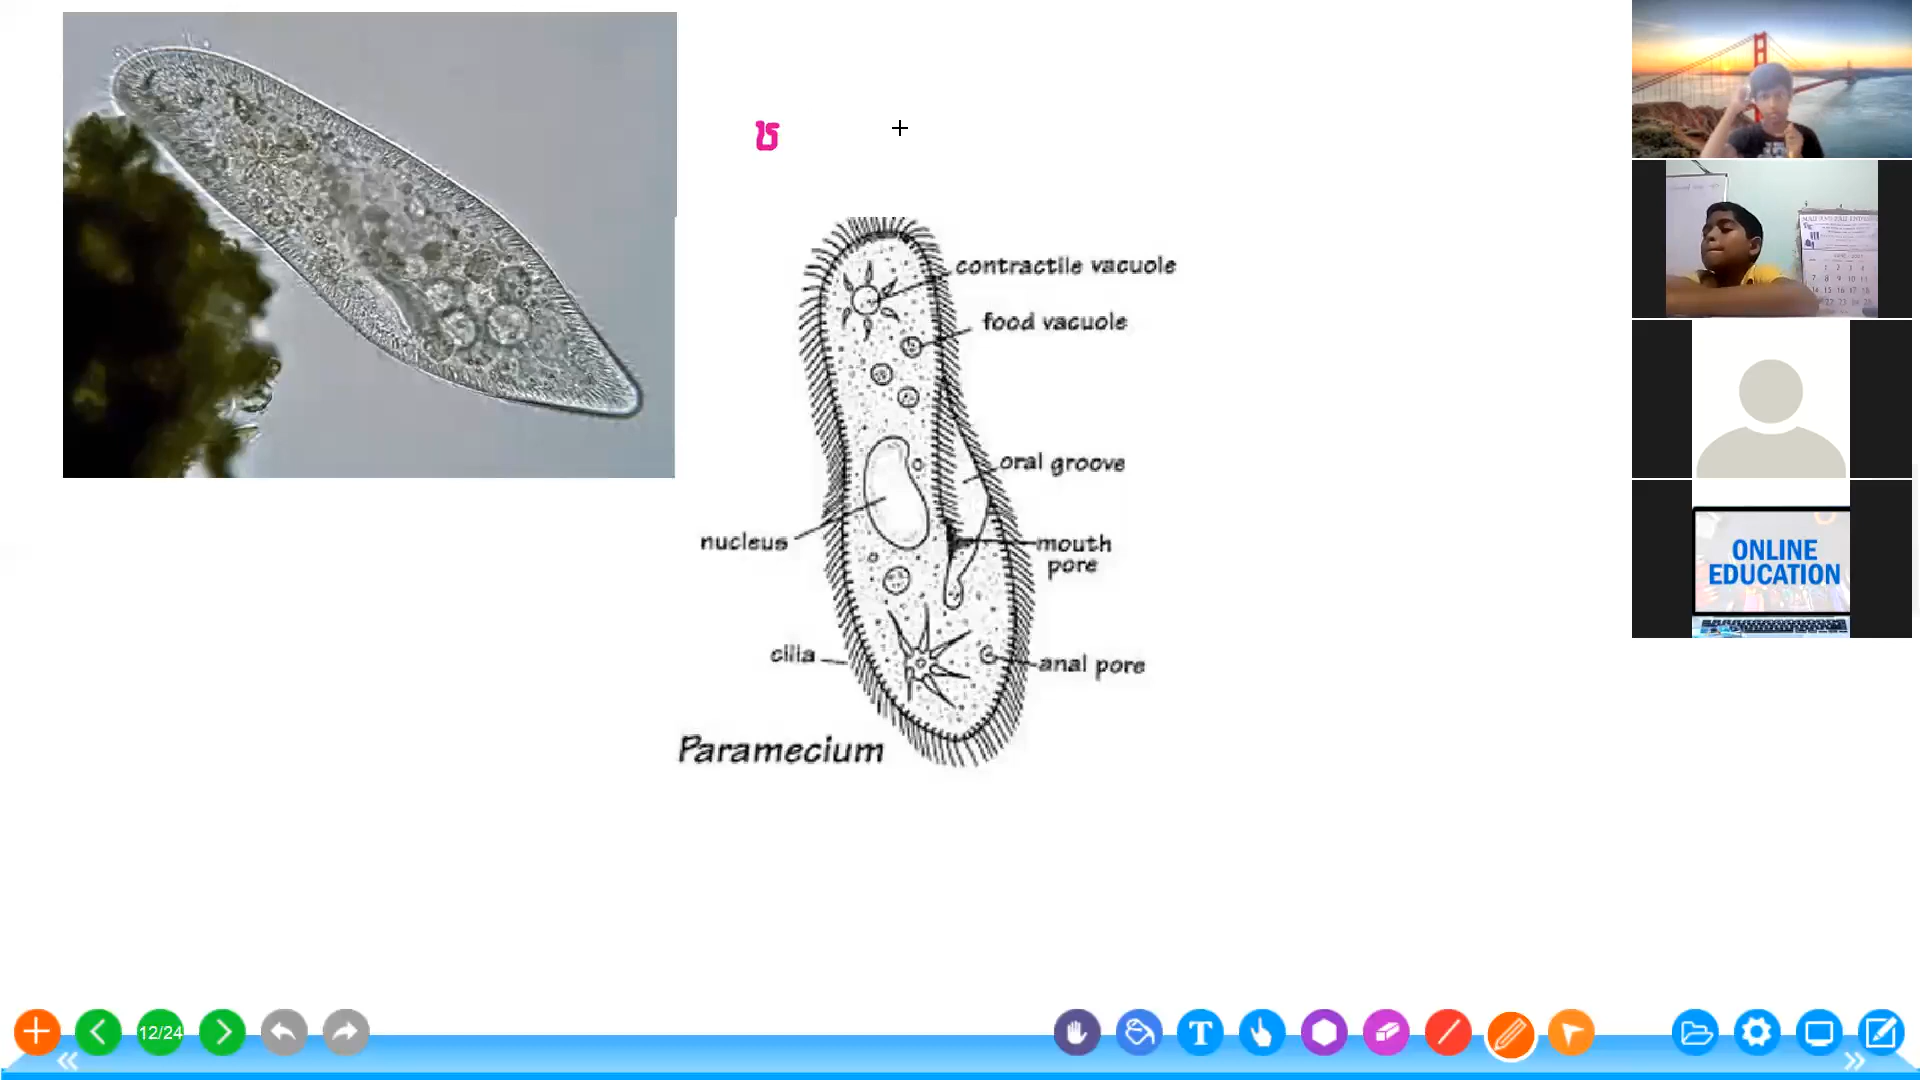 contractile vacuole
food vacuole
oral groove
nucleus
mouth
pore
cilia
anal pore
Paramecium
ONLINE
EDUCATION
12/24
T